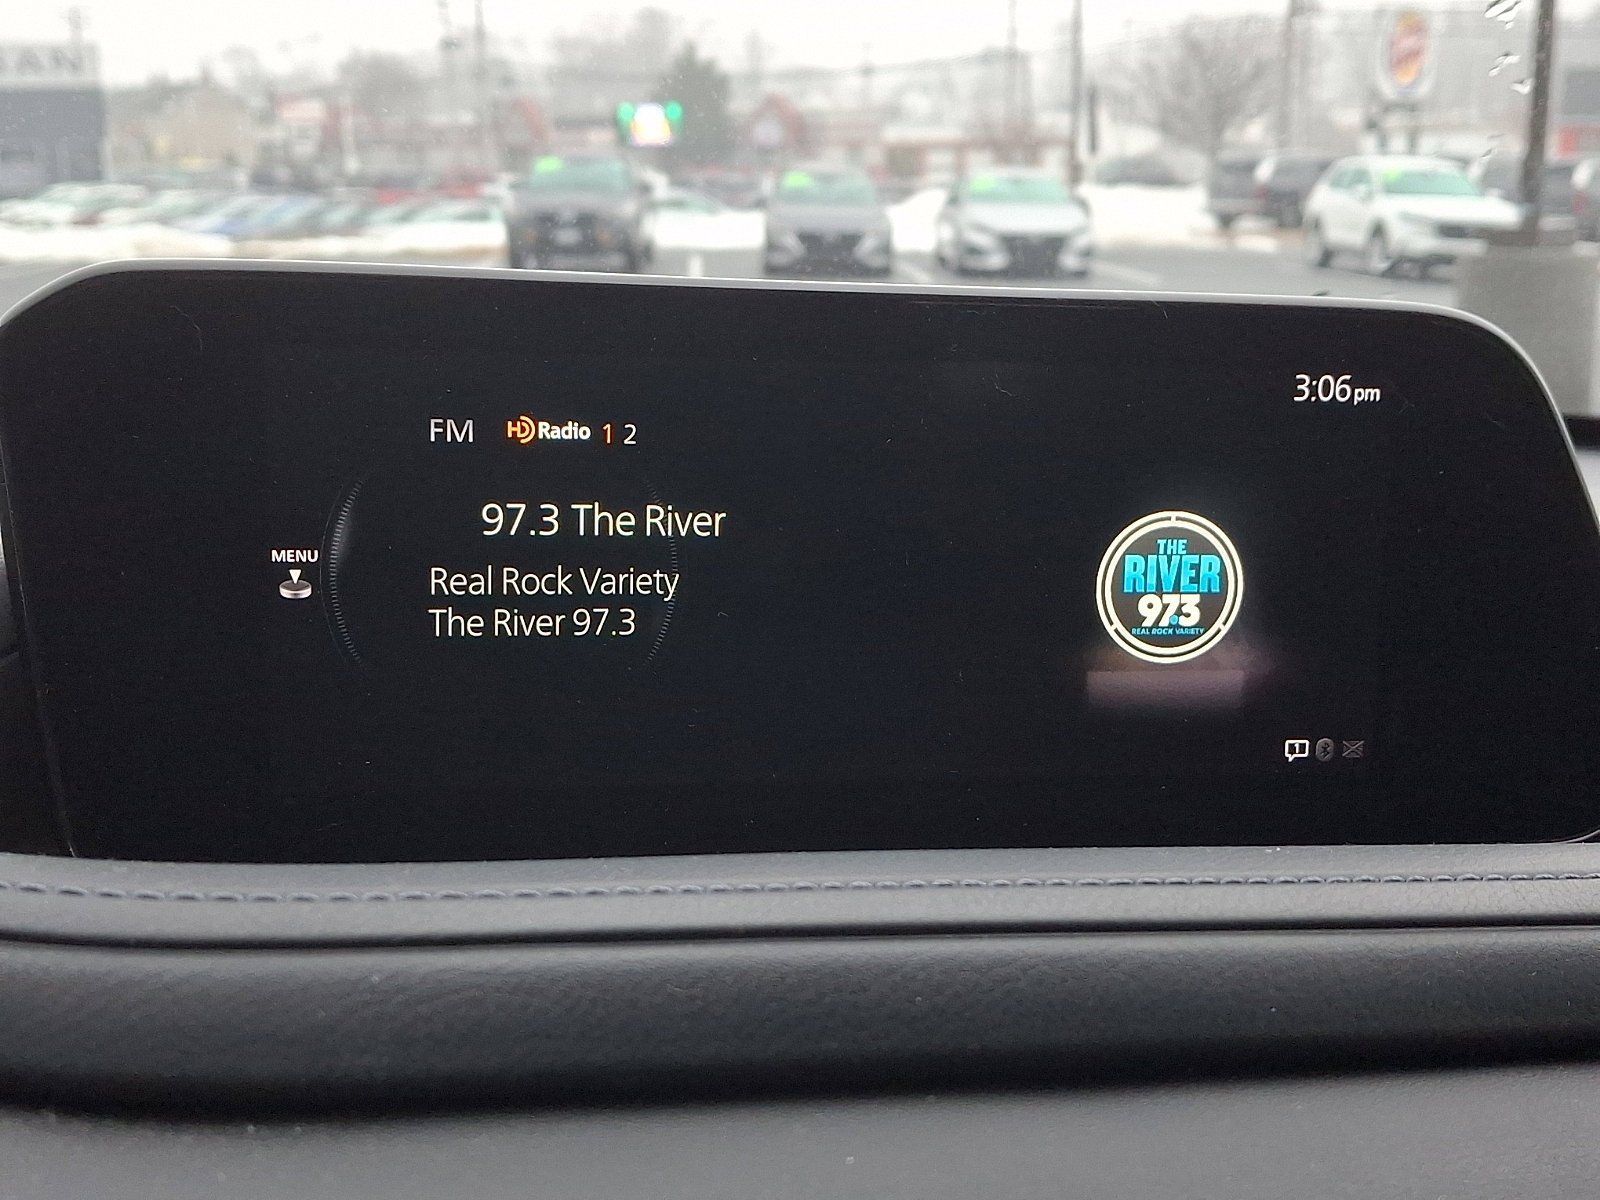 3:06pm
FM HD Radio 1 2
97.3 The River
MENU
Real Rock Variety
The River 97.3
THE
RIVER
97.3
REAL ROCK VARIETY
1